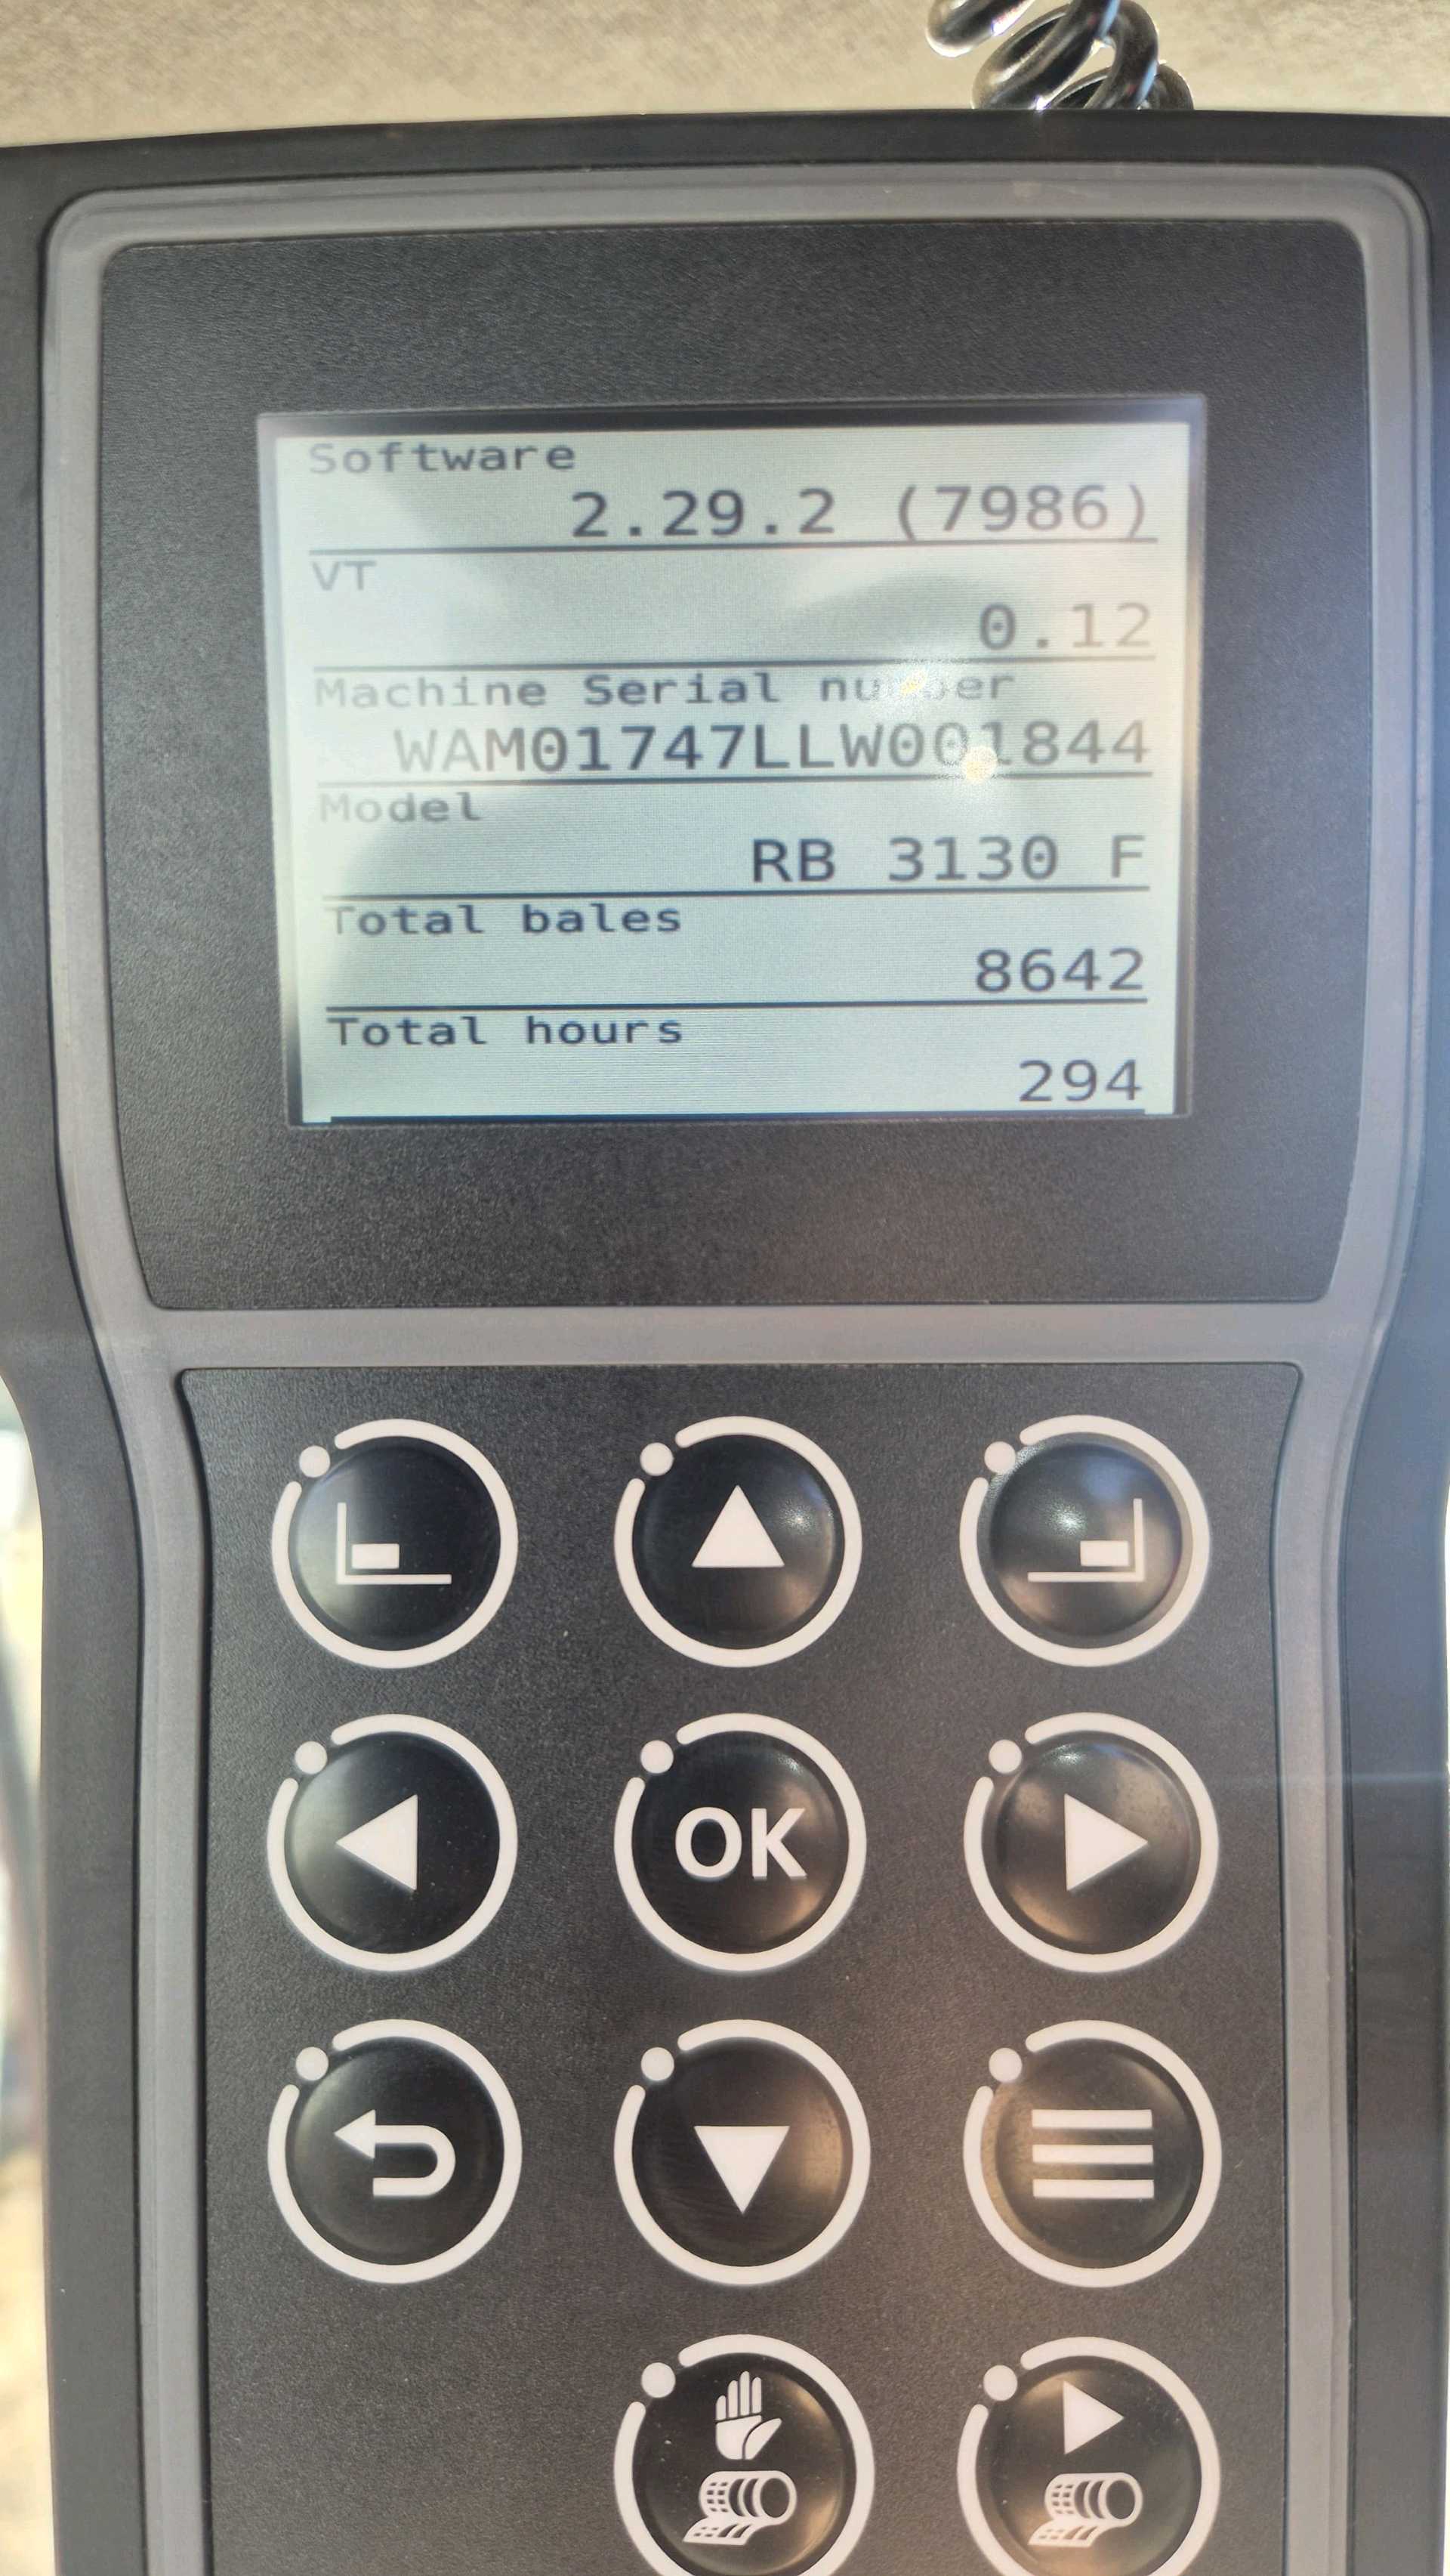 Software
2.29.2 (7986)
VT
0.12
Machine Serial number
WAM01747LLW001844
Model
RB 3130 F
Total bales
8642
Total hours
294
OK